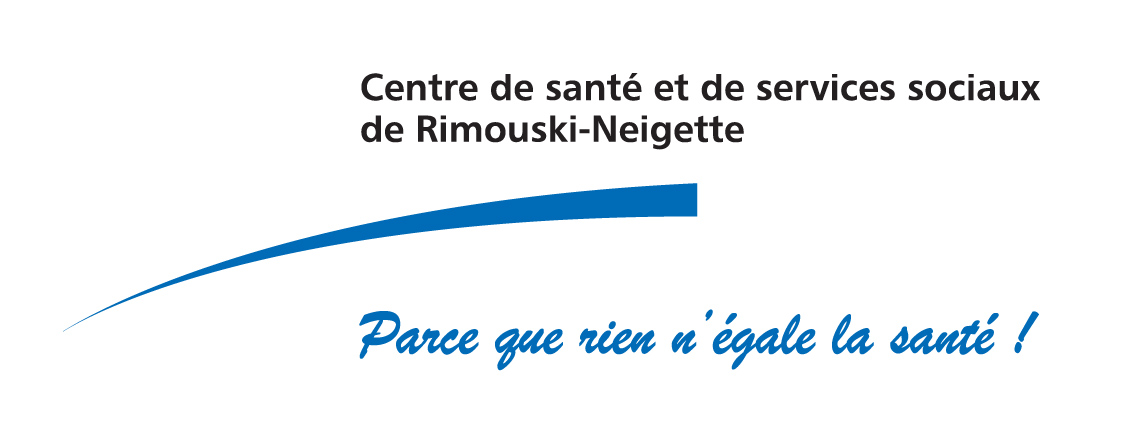 Centre de santé et de services sociaux
de Rimouski-Neigette
Parce que rien n'égale la santé !